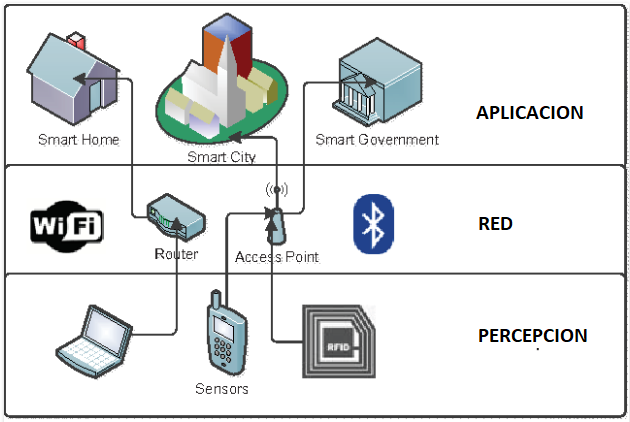 Smart Home
Smart City
Smart Government
APLICACION
WiFi
Router
Access Point
RED
Sensors
RFID
PERCEPCION